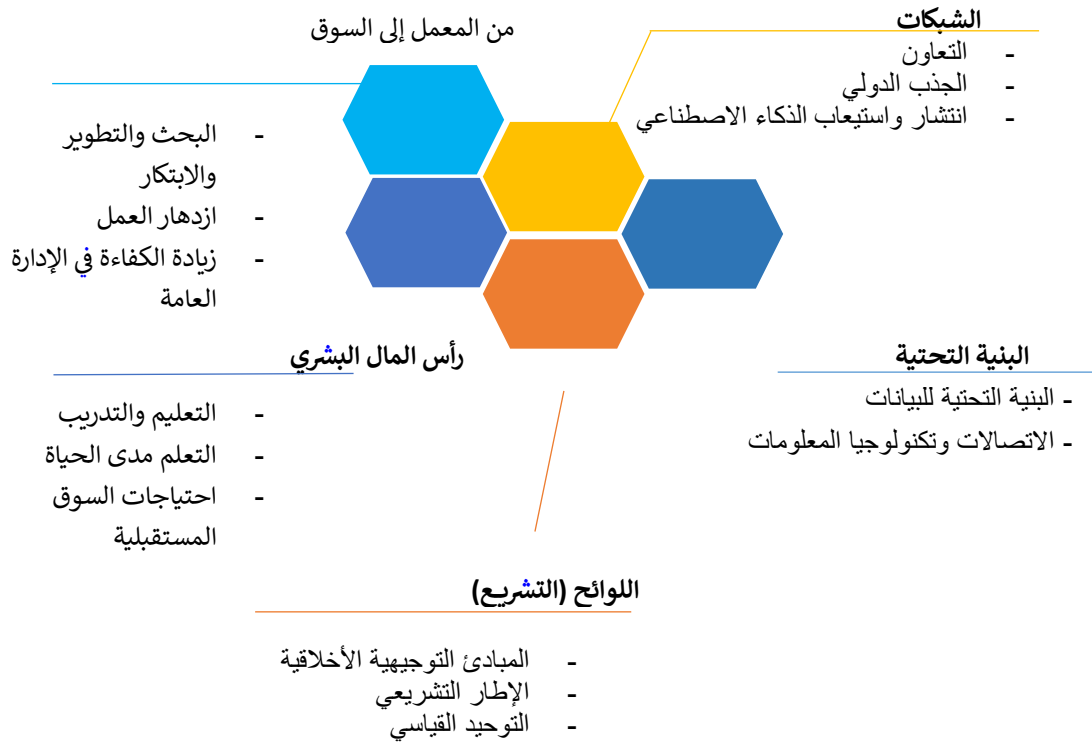 الشبكات
- التعاون
- الجذب الدولي
- انتشار واستيعاب الذكاء الاصطناعي
من المعمل إلى السوق
- البحث والتطوير
والابتكار
- ازدهار العمل
- زيادة الكفاءة في الإدارة
العامة
البنية التحتية
- البنية التحتية للبيانات
- الاتصالات وتكنولوجيا المعلومات
رأس المال البشري
- التعليم والتدريب
- التعلم مدى الحياة
- احتياجات السوق
المستقبلية
اللوائح (التشريع)
- المبادئ التوجيهية الأخلاقية
- الإطار التشريعي
- التوحيد القياسي